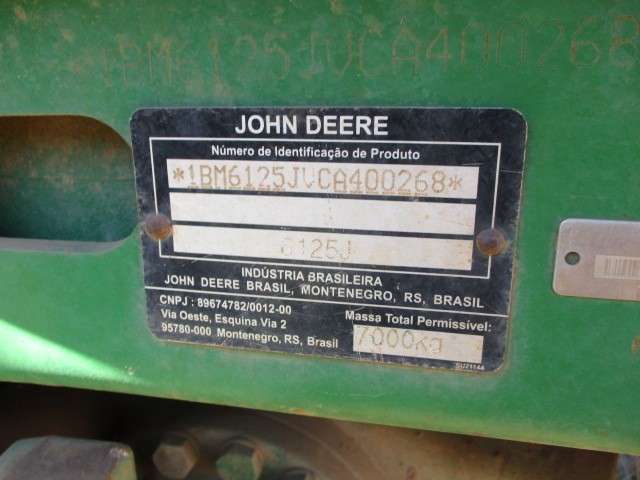 1BM6125JVCA400268
JOHN DEERE
Número de Identificação de Produto
*1BM6125JVCA400268*
6125J
INDÚSTRIA BRASILEIRA
JOHN DEERE BRASIL, MONTENEGRO, RS, BRASIL
CNPJ : 89674782/0012-00
Via Oeste, Esquina Via 2
95780-000 Montenegro, RS, Brasil
Massa Total Permissível:
7000Kg
SU21144